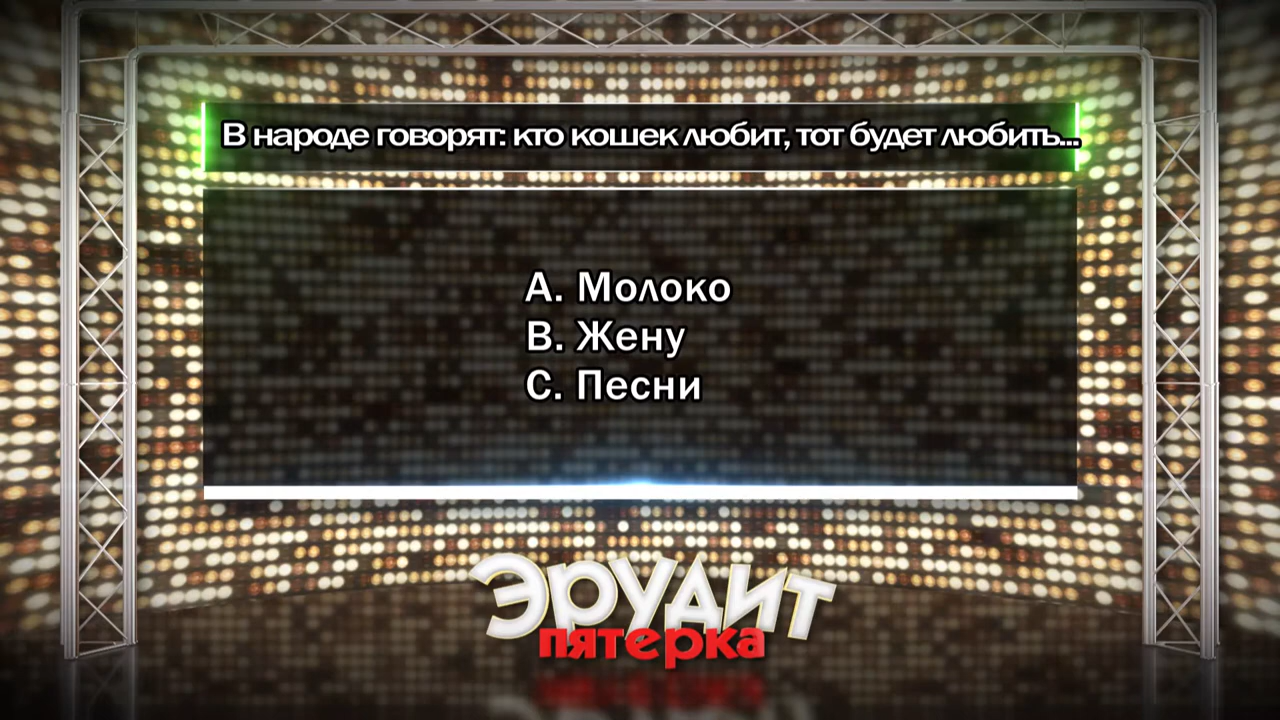 В народе говорят: кто кошек любит, тот будет любить...
А. Молоко
В. Жену
С. Песни
Эрудит
пятерка